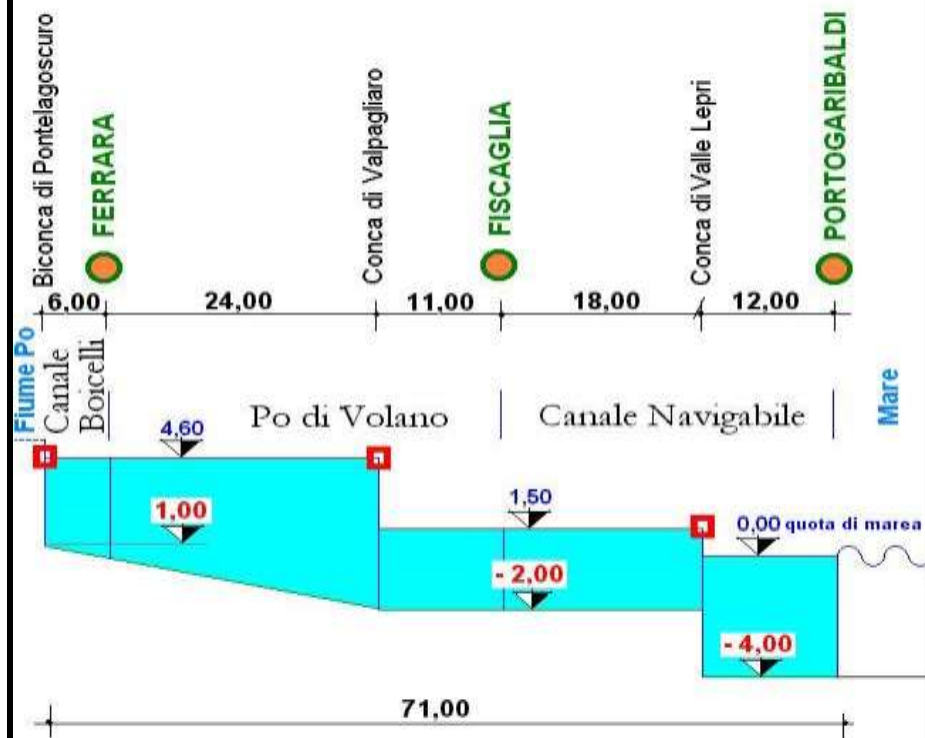 Biconca di Pontelagoscuro
FERRARA
Conca di Valpagliaro
FISCAGLIA
Conca di Valle Lepri
PORTOGARIBALDI
6,00
24,00
11,00
18,00
12,00
Fiume Po
Canale
Boicelli
Po di Volano
Canale Navigabile
Mare
4,60
1,00
1,50
- 2,00
0,00 quota di marea
- 4,00
71,00